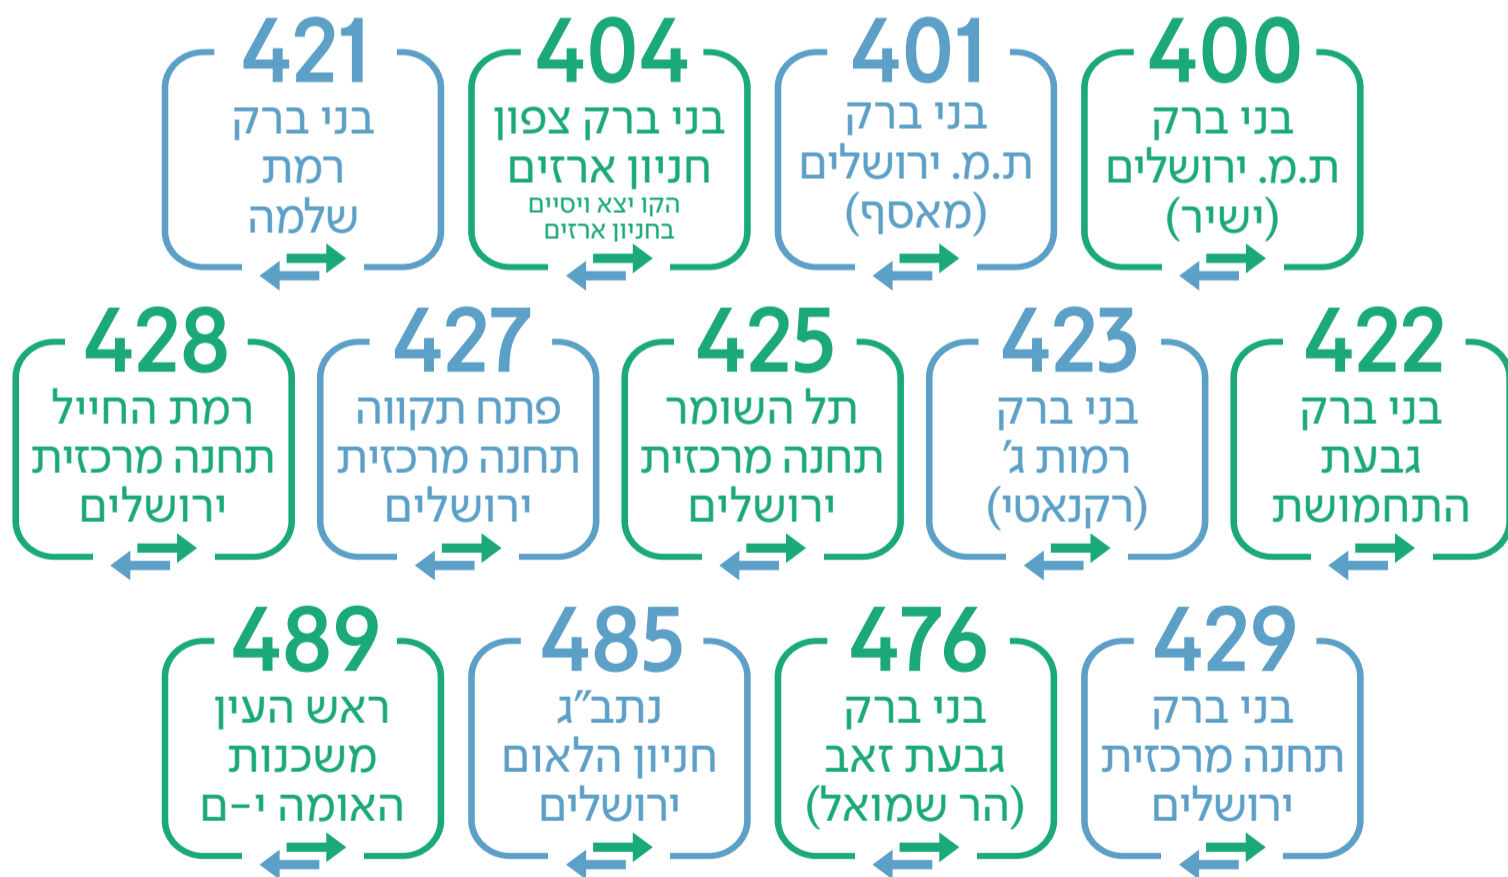 400
בני ברק
ת.מ. ירושלים
(ישיר)
401
בני ברק
ת.מ. ירושלים
(מאסף)
404
בני ברק צפון
חניון ארזים
הקו יצא ויסיים
בחניון ארזים
421
בני ברק
רמת
שלמה
422
בני ברק
גבעת
התחמושת
423
בני ברק
רמות ג׳
(רקנאטי)
425
תל השומר
תחנה מרכזית
ירושלים
427
פתח תקווה
תחנה מרכזית
ירושלים
428
רמת החייל
תחנה מרכזית
ירושלים
429
בני ברק
תחנה מרכזית
ירושלים
476
בני ברק
גבעת זאב
(הר שמואל)
485
נתב״ג
חניון הלאום
ירושלים
489
ראש העין
משכנות
האומה י-ם